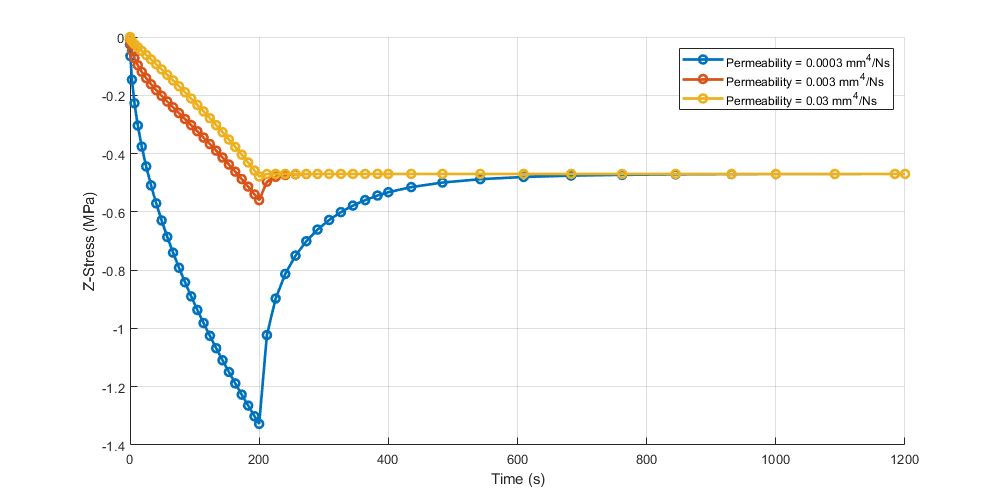 0
-0.2
-0.4
-0.6
-0.8
-1
-1.2
-1.4
Z-Stress (MPa)
Permeability = 0.0003 mm⁴/Ns
Permeability = 0.003 mm⁴/Ns
Permeability = 0.03 mm⁴/Ns
0 200 400 600 800 1000 1200
Time (s)